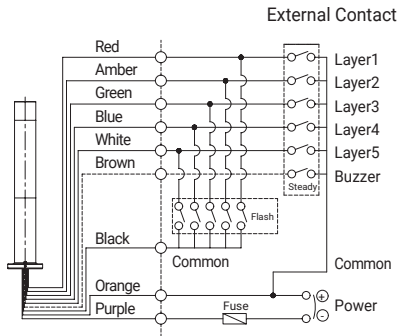 External Contact
Red
Layer1
Amber
Layer2
Green
Layer3
Blue
Layer4
White
Layer5
Brown
Buzzer
Steady
Flash
Black
Common
Common
Orange
Power
Purple
Fuse